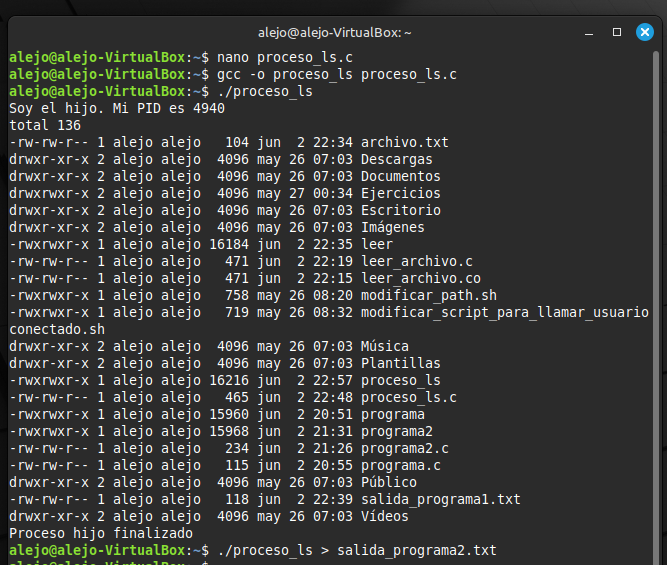 alejo@alejo-VirtualBox: ~
alejo@alejo-VirtualBox:~$ nano proceso_ls.c
alejo@alejo-VirtualBox:~$ gcc -o proceso_ls proceso_ls.c
alejo@alejo-VirtualBox:~$ ./proceso_ls
Soy el hijo. Mi PID es 4940
total 136
-rw-rw-r-- 1 alejo alejo   104 jun  2 22:34 archivo.txt
drwxr-xr-x 2 alejo alejo  4096 may 26 07:03 Descargas
drwxr-xr-x 2 alejo alejo  4096 may 26 07:03 Documentos
drwxrwxr-x 2 alejo alejo  4096 may 27 00:34 Ejercicios
drwxr-xr-x 2 alejo alejo  4096 may 26 07:03 Escritorio
drwxr-xr-x 2 alejo alejo  4096 may 26 07:03 Imágenes
-rwxrwxr-x 1 alejo alejo 16184 jun  2 22:35 leer
-rw-rw-r-- 1 alejo alejo   471 jun  2 22:19 leer_archivo.c
-rw-rw-r-- 1 alejo alejo   471 jun  2 22:15 leer_archivo.co
-rwxrwxr-x 1 alejo alejo   758 may 26 08:20 modificar_path.sh
-rwxrwxr-x 1 alejo alejo   719 may 26 08:32 modificar_script_para_llamar_usuario
conectado.sh
drwxr-xr-x 2 alejo alejo  4096 may 26 07:03 Música
drwxr-xr-x 2 alejo alejo  4096 may 26 07:03 Plantillas
-rwxrwxr-x 1 alejo alejo 16216 jun  2 22:57 proceso_ls
-rw-rw-r-- 1 alejo alejo   465 jun  2 22:48 proceso_ls.c
-rwxrwxr-x 1 alejo alejo 15960 jun  2 20:51 programa
-rwxrwxr-x 1 alejo alejo 15968 jun  2 21:31 programa2
-rw-rw-r-- 1 alejo alejo   234 jun  2 21:26 programa2.c
-rw-rw-r-- 1 alejo alejo   115 jun  2 20:55 programa.c
drwxr-xr-x 2 alejo alejo  4096 may 26 07:03 Público
-rw-rw-r-- 1 alejo alejo   118 jun  2 22:39 salida_programa1.txt
drwxr-xr-x 2 alejo alejo  4096 may 26 07:03 Vídeos
Proceso hijo finalizado
alejo@alejo-VirtualBox:~$ ./proceso_ls > salida_programa2.txt